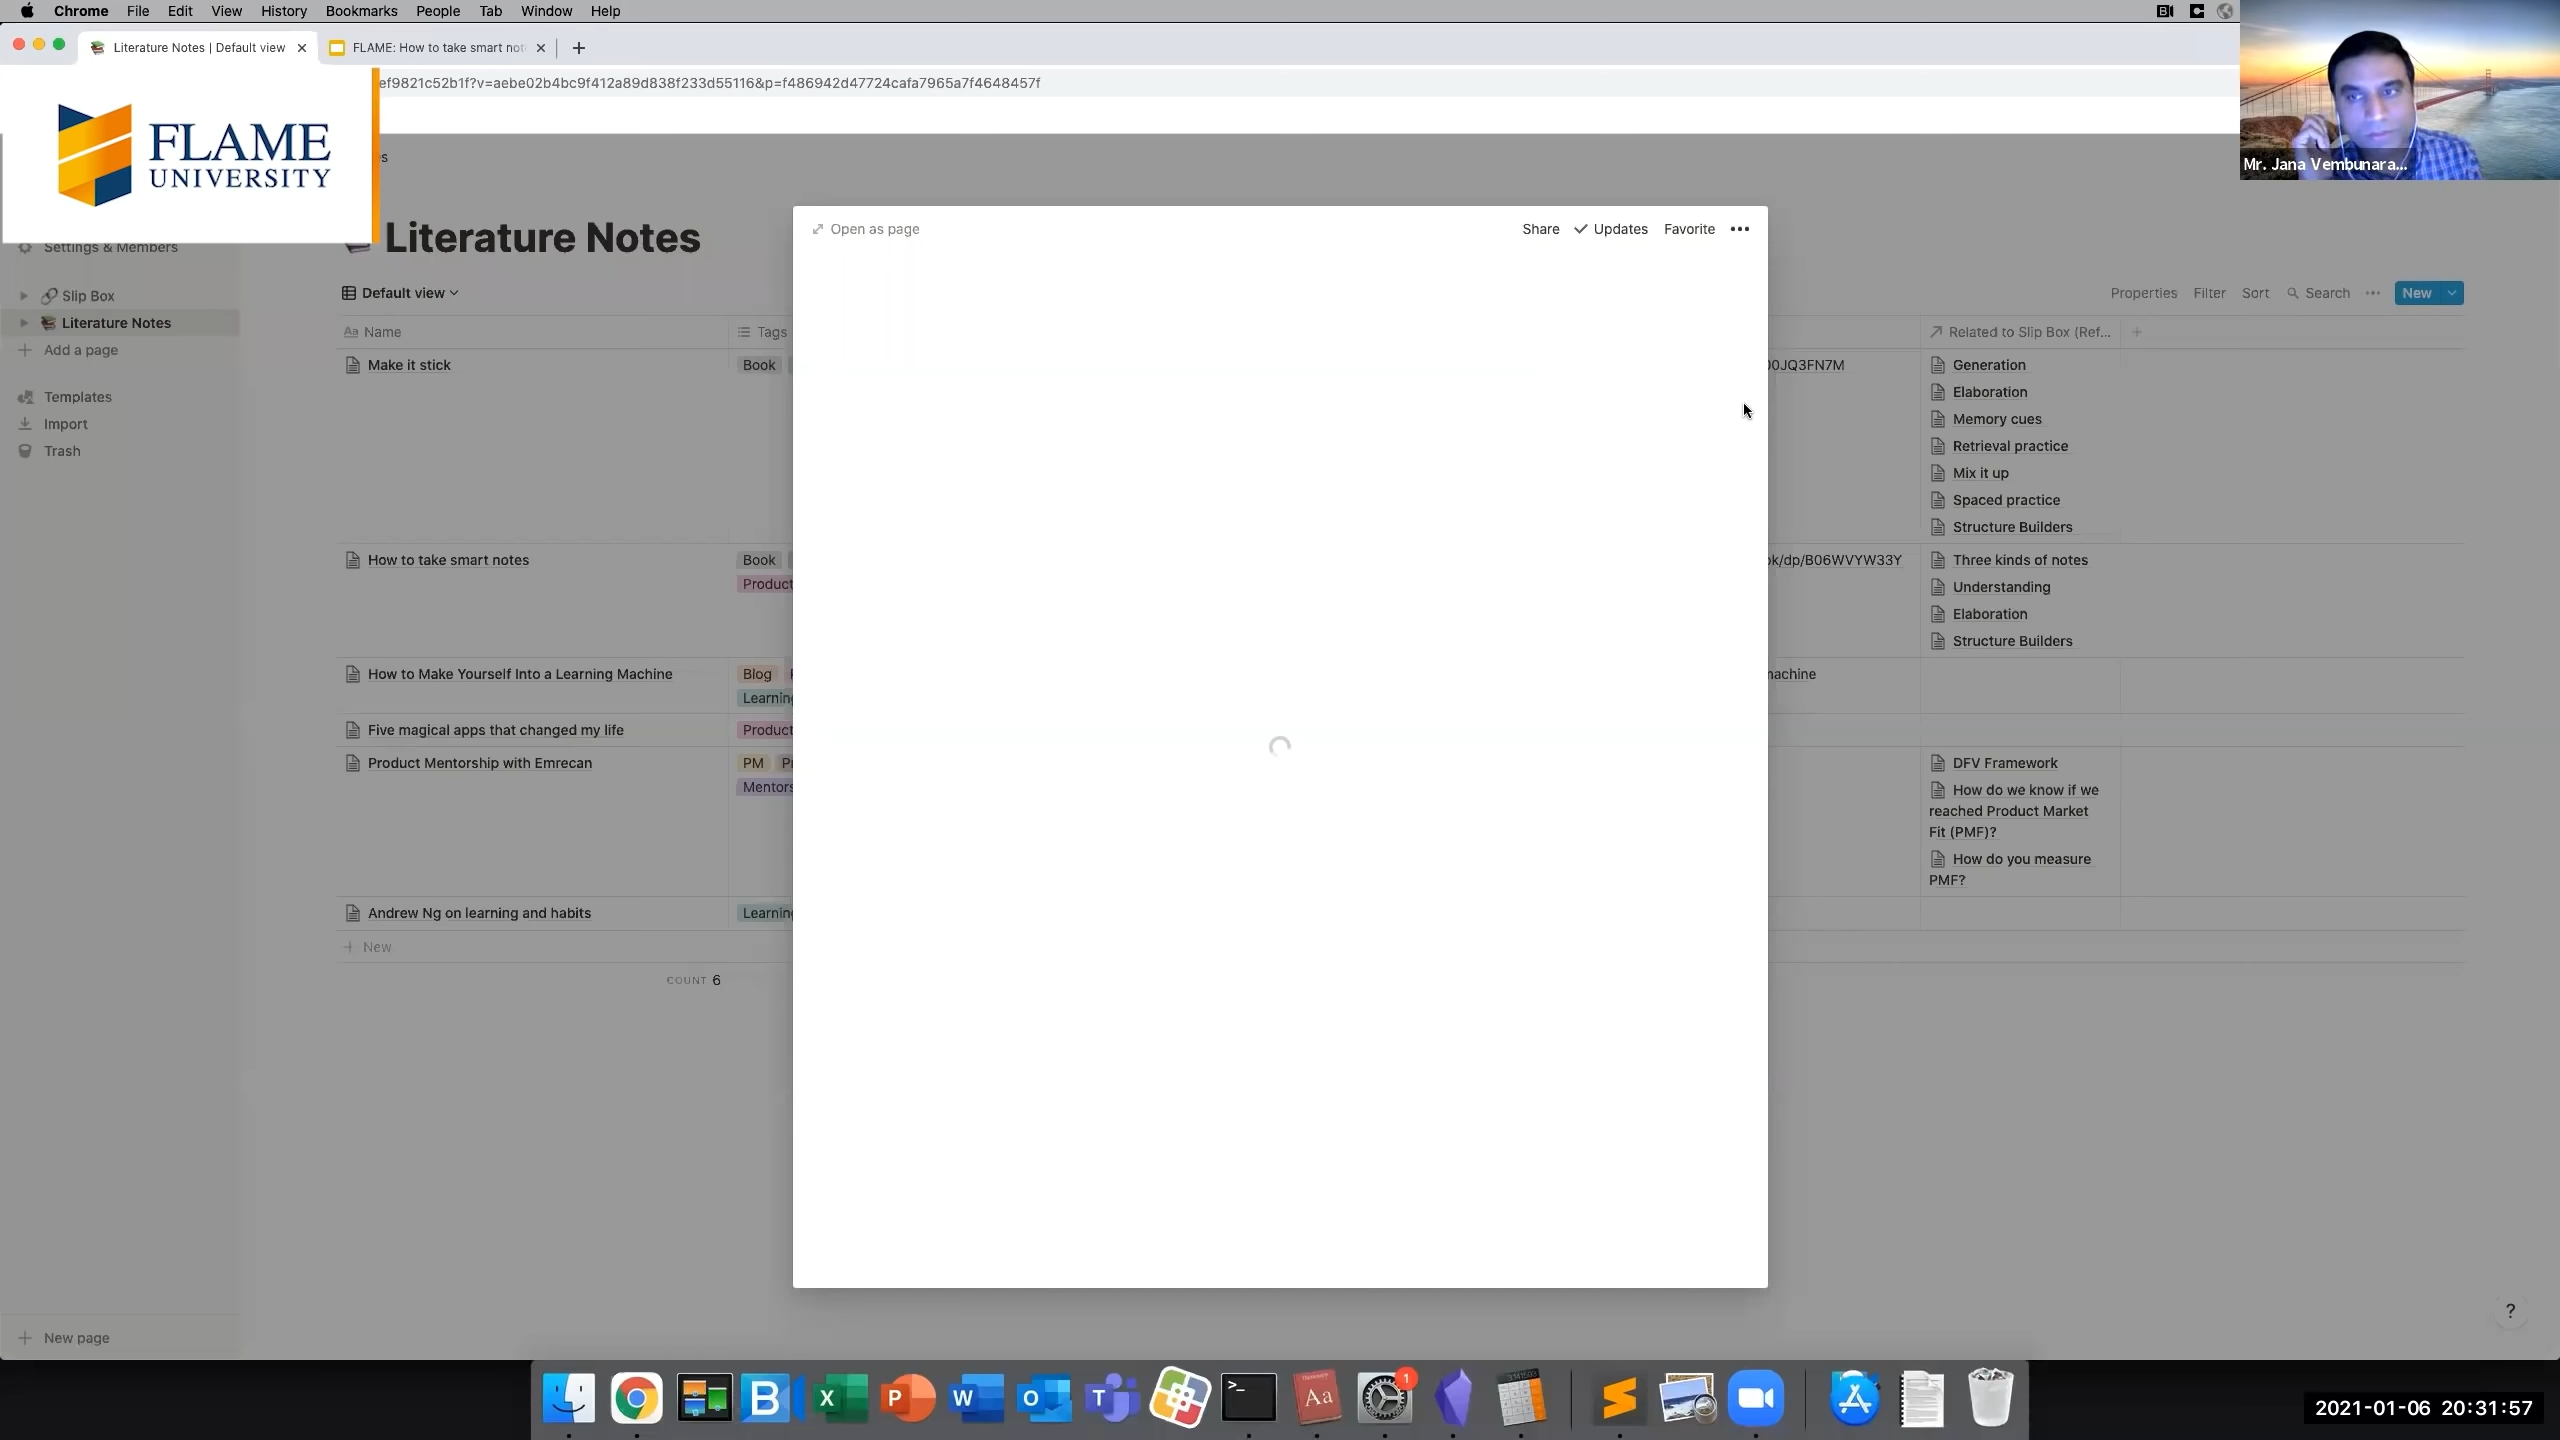 Chrome File Edit View History Bookmarks People Tab Window Help
Literature Notes | Default view
FLAME: How to take smart not
ef9821c52b1f?v=aebe02b4bc9f412a89d838f233d55116&p=f486942d47724cafa7965a7f4648457f
FLAME
UNIVERSITY
Mr. Jana Vembunara...
Settings & Members
Slip Box
Literature Notes
Add a page
Templates
Import
Trash
New page
Literature Notes
Default view
Properties Filter Sort Search New
Aa Name
Tags
Related to Slip Box (Ref...
Make it stick
Book
00JQ3FN7M
Generation
Elaboration
Memory cues
Retrieval practice
Mix it up
Spaced practice
Structure Builders
How to take smart notes
Book
Product
ok/dp/B06WVYW33Y
Three kinds of notes
Understanding
Elaboration
Structure Builders
How to Make Yourself Into a Learning Machine
Blog
Learning
machine
Five magical apps that changed my life
Product
Product Mentorship with Emrecan
PM Pr
Mentors
DFV Framework
How do we know if we
reached Product Market
Fit (PMF)?
How do you measure
PMF?
Andrew Ng on learning and habits
Learning
New
COUNT 6
Open as page
Share Updates Favorite
?
1
2021-01-06 20:31:57